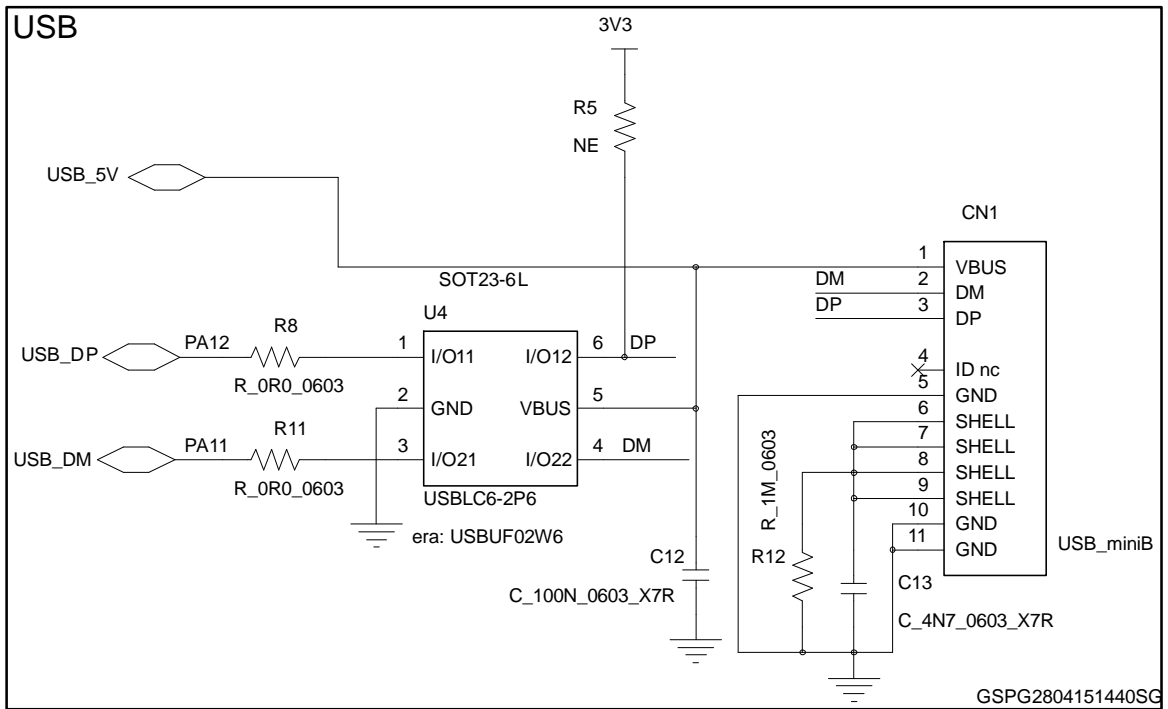 USB
3V3
R5
NE
USB_5V
CN1
SOT23-6L
1
VBUS
DM
2
DM
DP
3
DP
U4
R8
USB_DP
PA12
R_0R0_0603
1
I/O11
I/O12
6
DP
4
ID nc
5
GND
2
GND
VBUS
5
6
SHELL
R11
7
SHELL
USB_DM
PA11
R_0R0_0603
3
I/O21
I/O22
4
DM
8
SHELL
9
SHELL
USBLC6-2P6
era: USBUF02W6
R_1M_0603
10
GND
11
GND
USB_miniB
C12
C_100N_0603_X7R
R12
C13
C_4N7_0603_X7R
GSPG2804151440SG